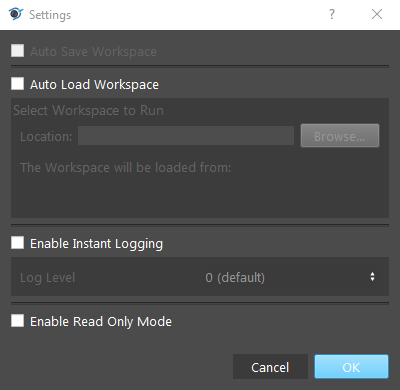 Settings
?
Auto Save Workspace
Auto Load Workspace
Select Workspace to Run
Location:
Browse...
The Workspace will be loaded from:
Enable Instant Logging
Log Level 0 (default)
Enable Read Only Mode
Cancel OK